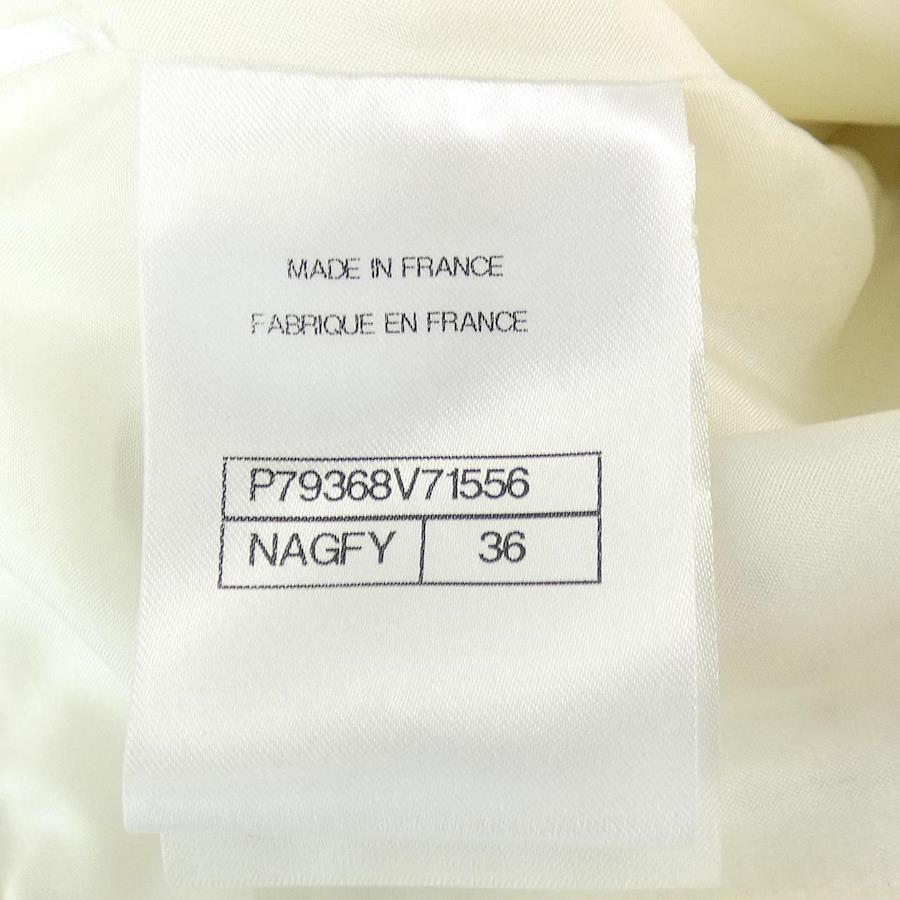 MADE IN FRANCE
FABRIQUE EN FRANCE
P79368V71556
NAGFY 36